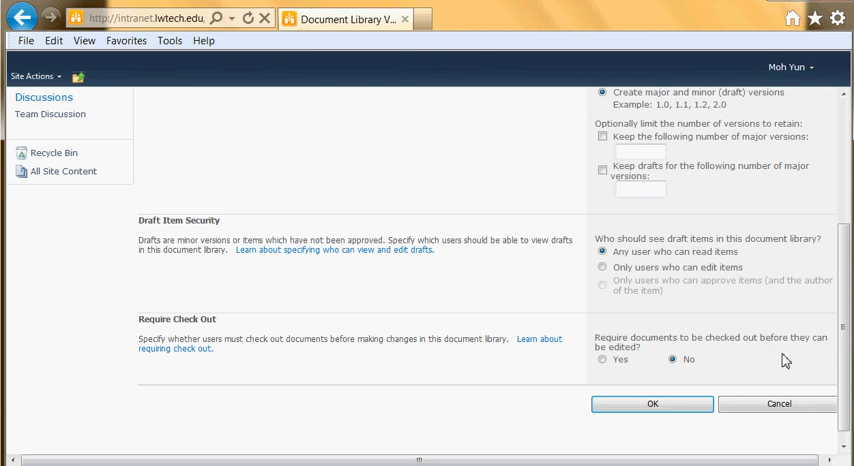 http://intranet.lwtech.edu,
Document Library V...
File Edit View Favorites Tools Help
Site Actions
Moh Yun
Discussions
Team Discussion
Recycle Bin
All Site Content
Create major and minor (draft) versions
Example: 1.0, 1.1, 1.2, 2.0
Optionally limit the number of versions to retain:
Keep the following number of major versions:
Keep drafts for the following number of major
versions:
Draft Item Security
Drafts are minor versions or items which have not been approved. Specify which users should be able to view drafts
in this document library. Learn about specifying who can view and edit drafts.
Who should see draft items in this document library?
Any user who can read items
Only users who can edit items
Only users who can approve items (and the author
of the item)
Require Check Out
Specify whether users must check out documents before making changes in this document library. Learn about
requiring check out.
Require documents to be checked out before they can
be edited?
Yes No
OK Cancel